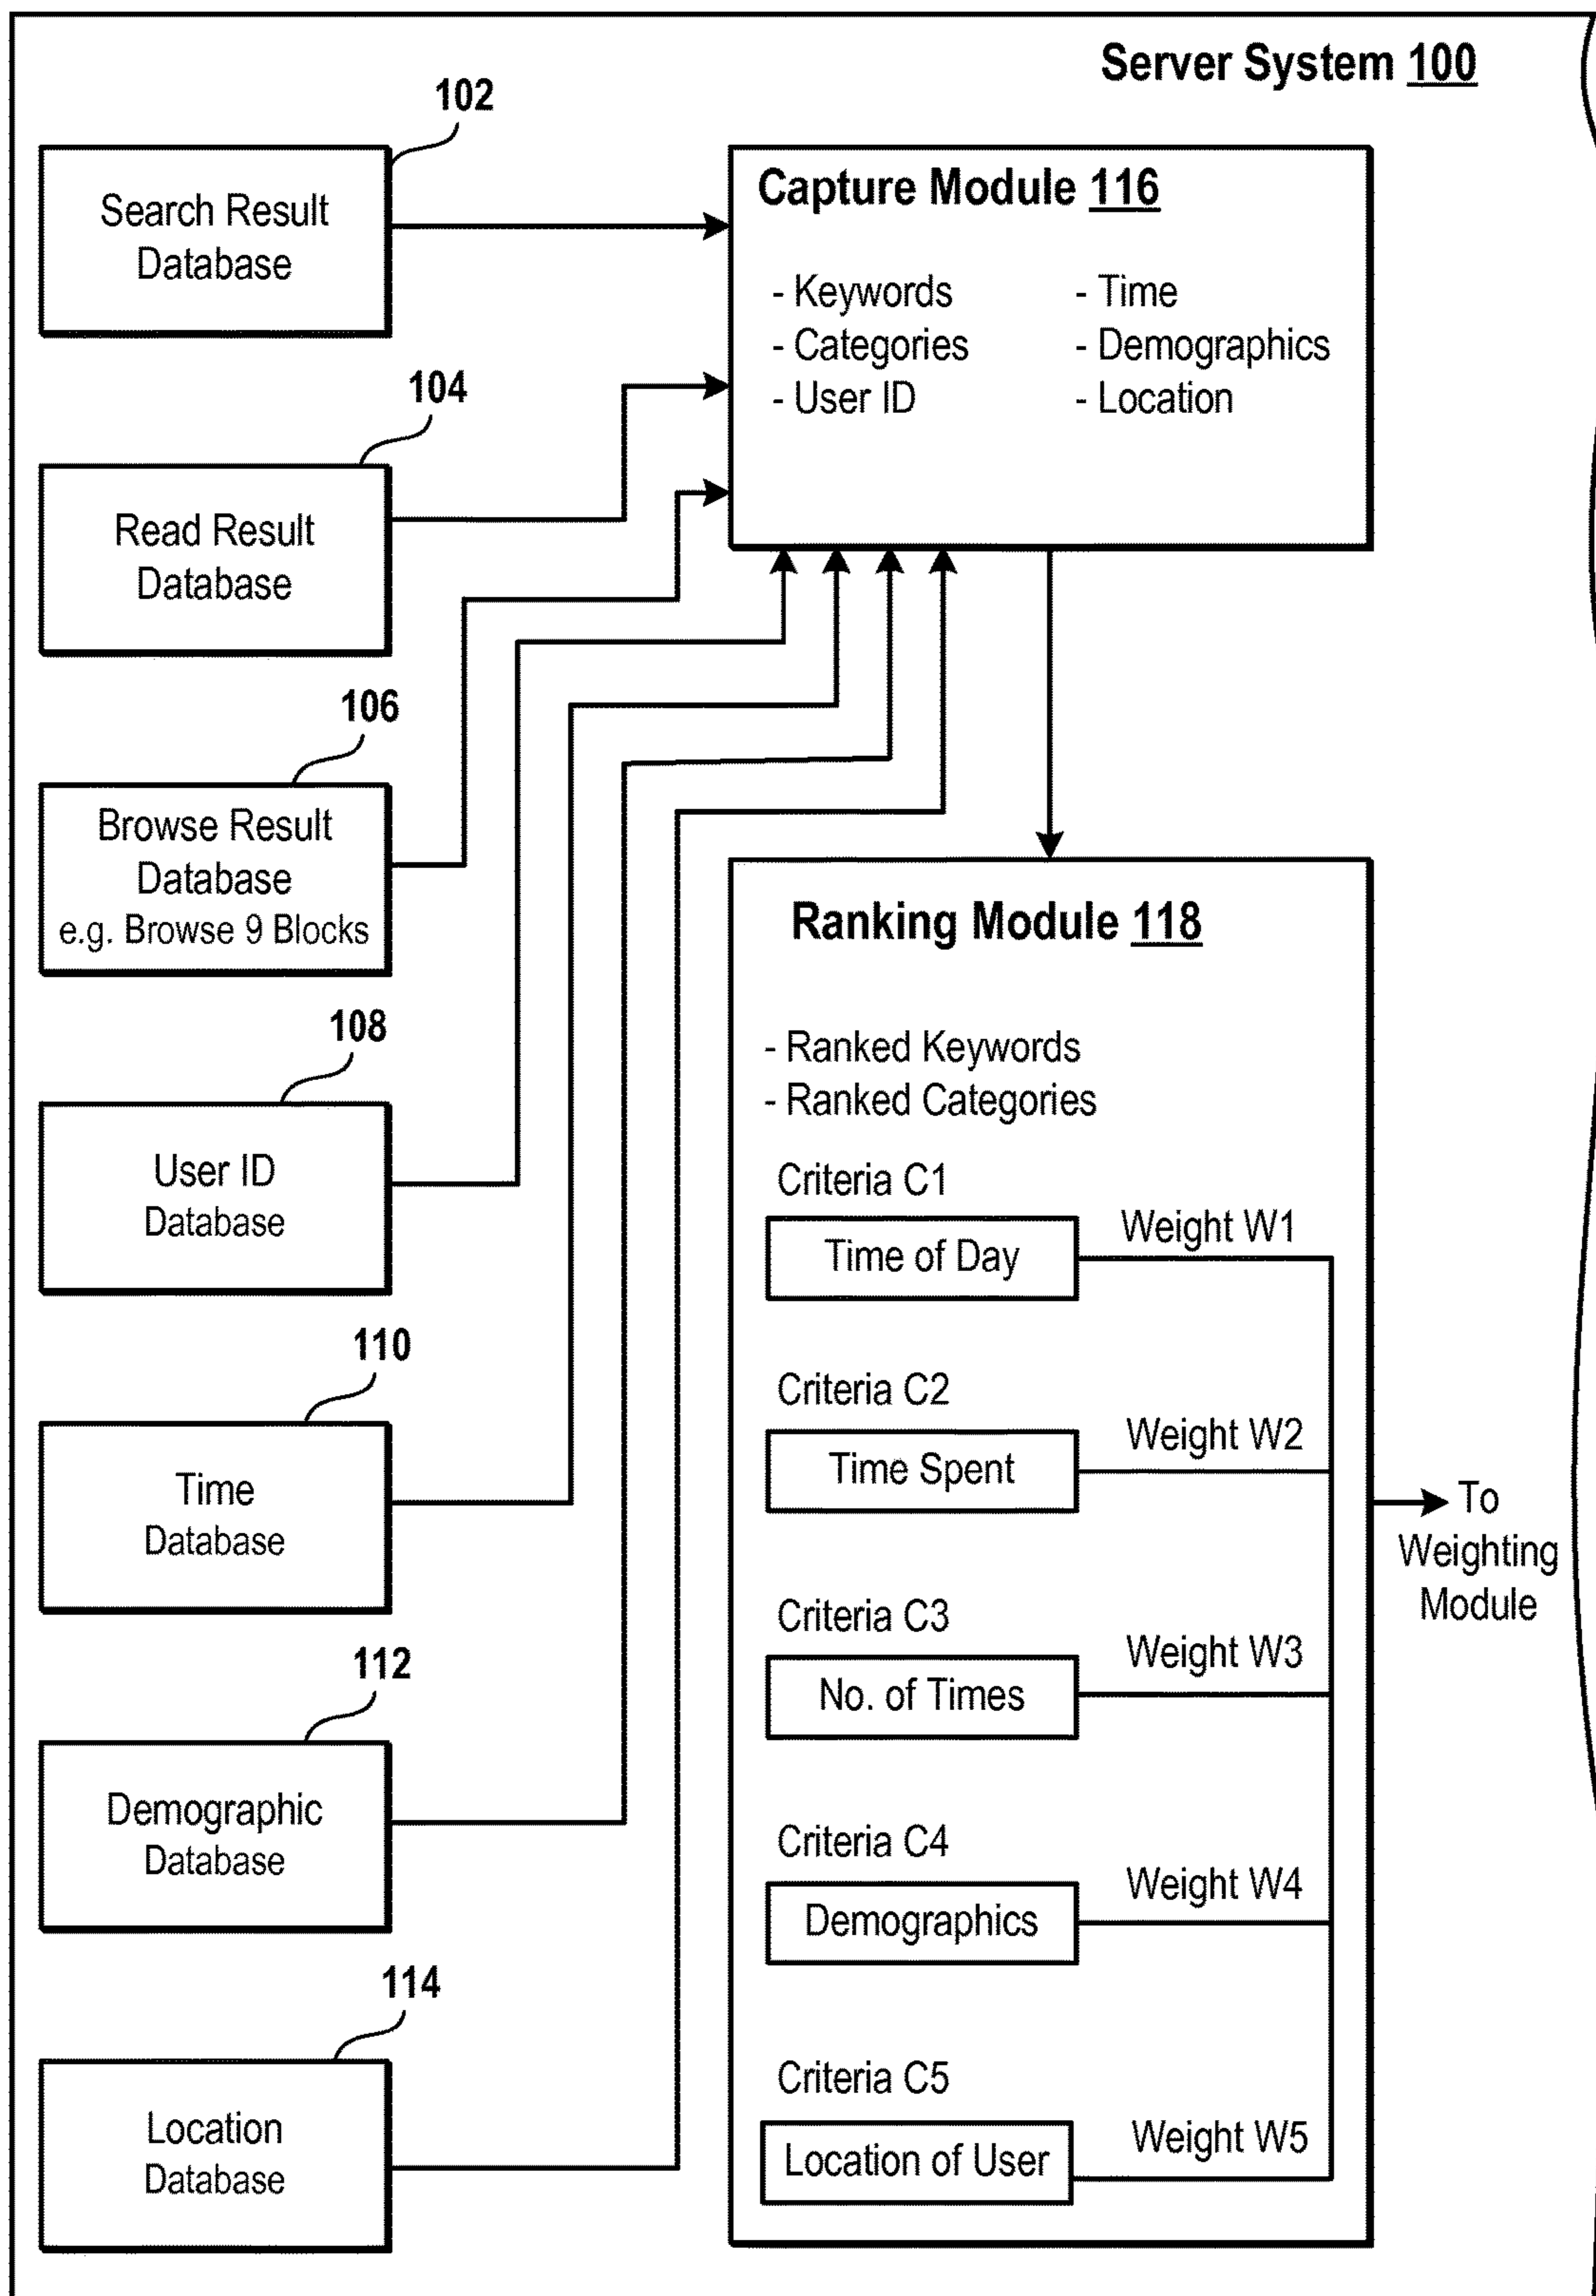 Server System 100
102
Search Result
Database
104
Read Result
Database
106
Browse Result
Database
e.g. Browse 9 Blocks
108
User ID
Database
110
Time
Database
112
Demographic
Database
114
Location
Database
Capture Module 116
- Keywords
- Categories
- User ID
- Time
- Demographics
- Location
Ranking Module 118
- Ranked Keywords
- Ranked Categories
Criteria C1
Time of Day
Weight W1
Criteria C2
Time Spent
Weight W2
Criteria C3
No. of Times
Weight W3
Criteria C4
Demographics
Weight W4
Criteria C5
Location of User
Weight W5
To
Weighting
Module